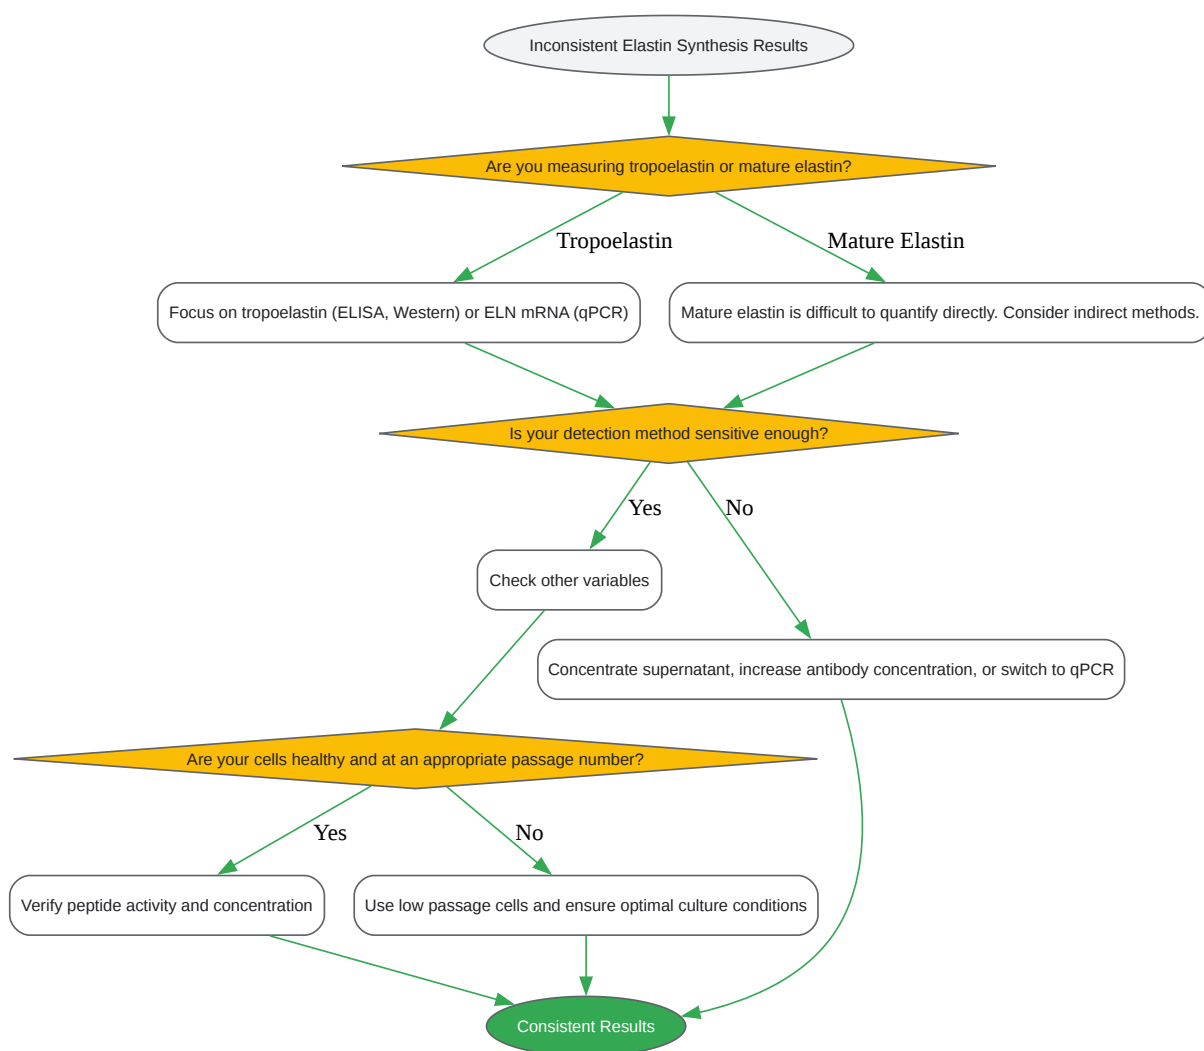 Inconsistent Elastin Synthesis Results
Are you measuring tropoelastin or mature elastin?
Tropoelastin
Mature Elastin
Focus on tropoelastin (ELISA, Western) or ELN mRNA (qPCR)
Mature elastin is difficult to quantify directly. Consider indirect methods.
Is your detection method sensitive enough?
Yes
No
Check other variables
Concentrate supernatant, increase antibody concentration, or switch to qPCR
Are your cells healthy and at an appropriate passage number?
Yes
No
Verify peptide activity and concentration
Use low passage cells and ensure optimal culture conditions
Consistent Results